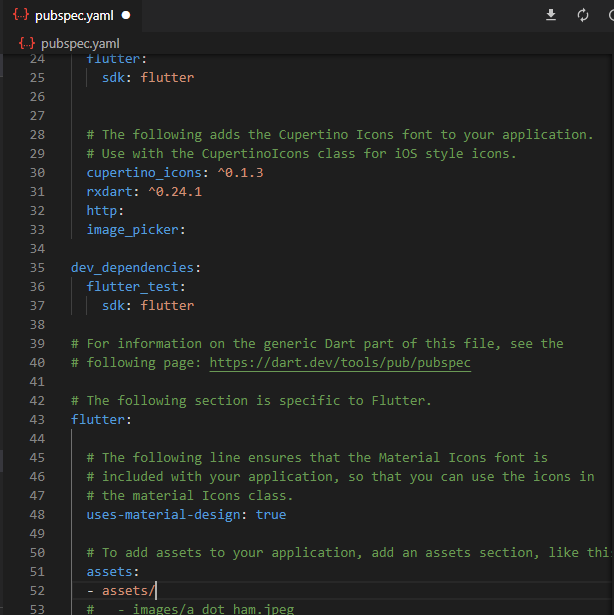 {..} pubspec.yaml
{..} pubspec.yaml
24 flutter:
25 sdk: flutter
26
27
28 # The following adds the Cupertino Icons font to your application.
29 # Use with the CupertinoIcons class for iOS style icons.
30 cupertino_icons: ^0.1.3
31 rxdart: ^0.24.1
32 http:
33 image_picker:
34
35 dev_dependencies:
36 flutter_test:
37 sdk: flutter
38
39 # For information on the generic Dart part of this file, see the
40 # following page: https://dart.dev/tools/pub/pubspec
41
42 # The following section is specific to Flutter.
43 flutter:
44
45 # The following line ensures that the Material Icons font is
46 # included with your application, so that you can use the icons in
47 # the material Icons class.
48 uses-material-design: true
49
50 # To add assets to your application, add an assets section, like thi
51 assets:
52 - assets/
53 # - images/a_dot_ham.jpeg